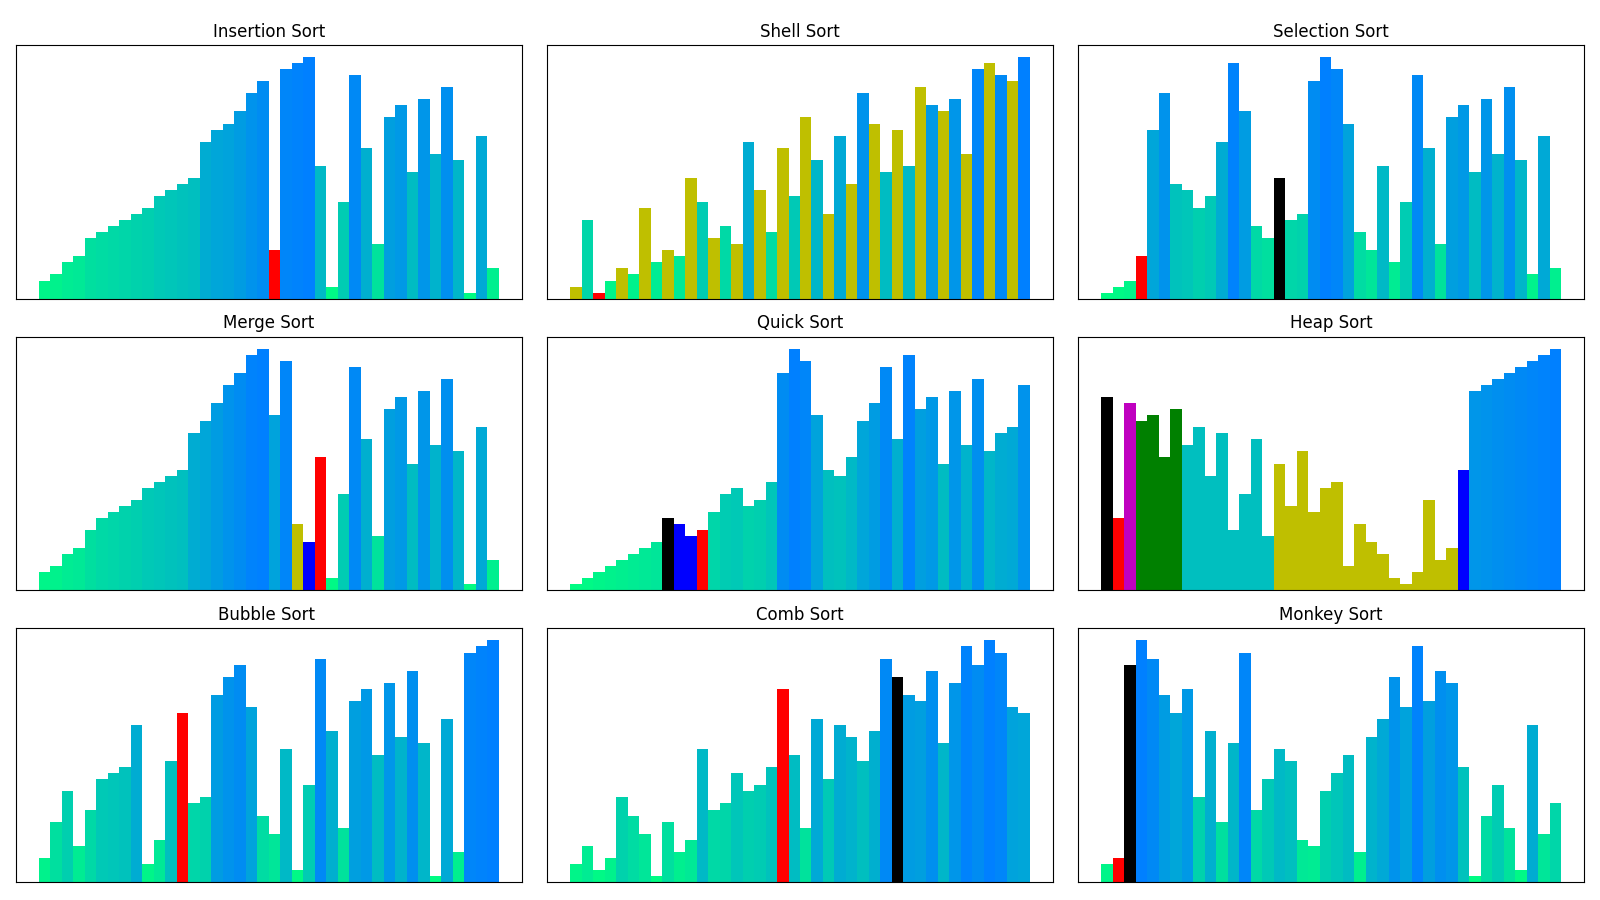 Insertion Sort
Shell Sort
Selection Sort
Merge Sort
Quick Sort
Heap Sort
Bubble Sort
Comb Sort
Monkey Sort